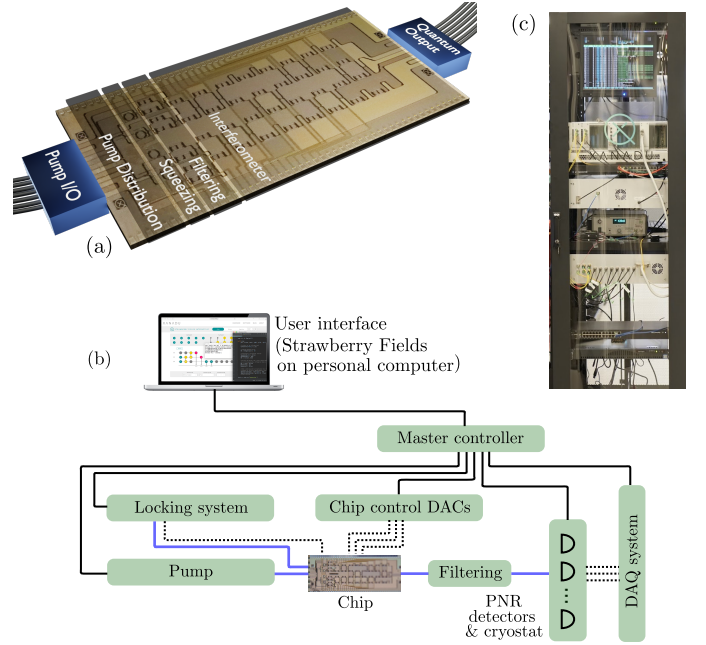 (c)
Quantum
Output
Pump I/O
Pump Distribution
Squeezing
Filtering
Interferometer
(a)
XANADU
(b)
User interface
(Strawberry Fields
on personal computer)
Master controller
Locking system
Chip control DACs
Pump
Chip
Filtering
PNR
detectors
& cryostat
DAQ system